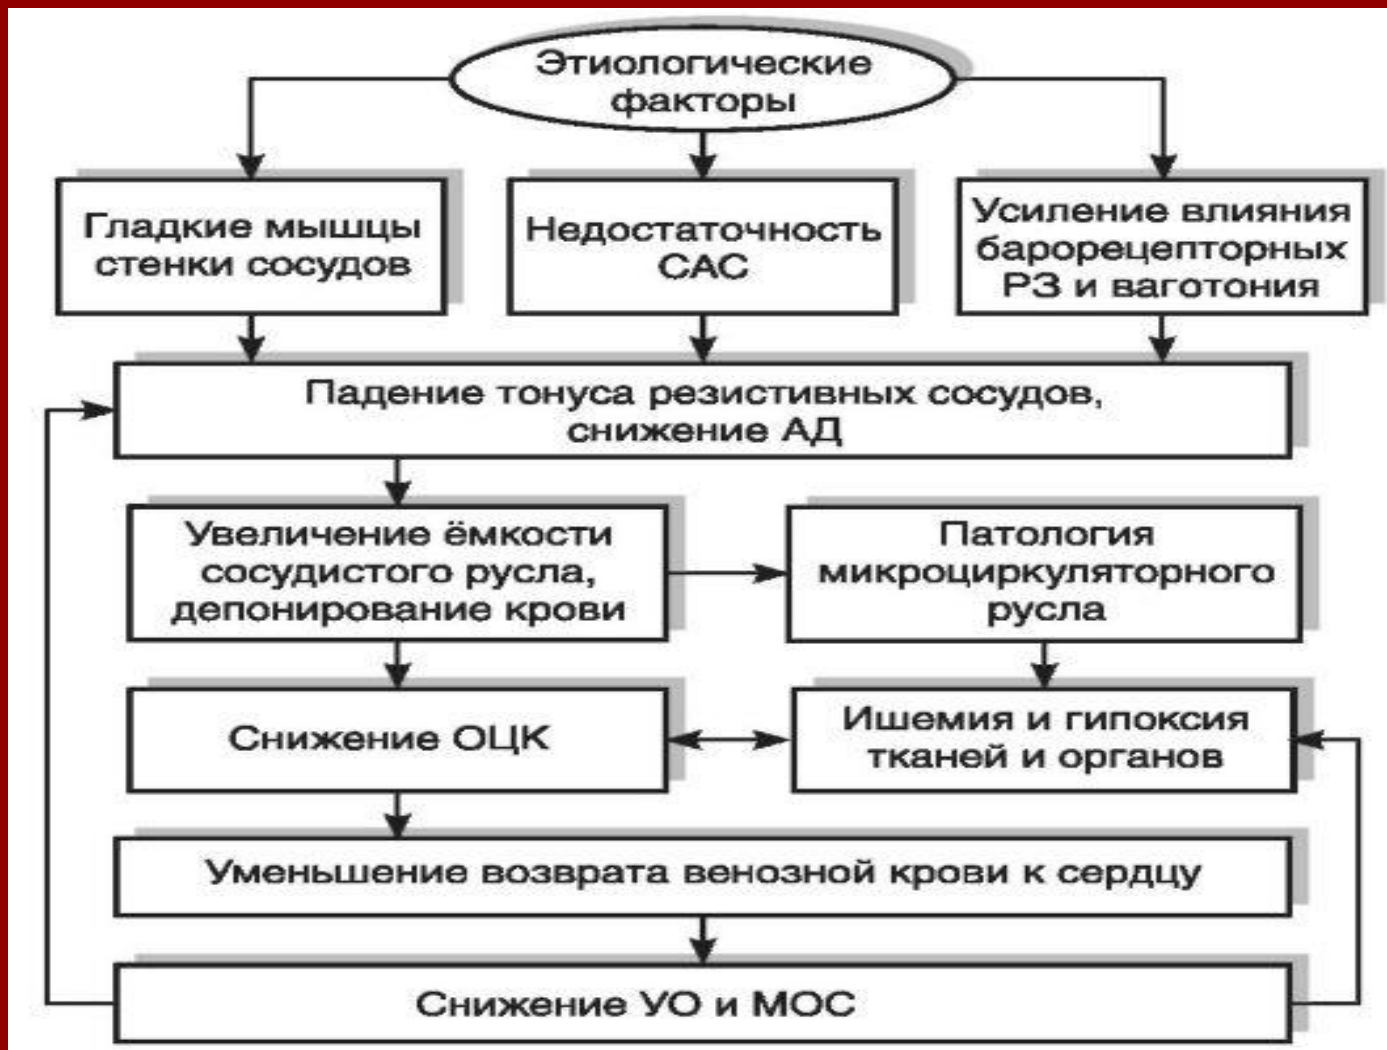 Этиологические
факторы
Гладкие мышцы
стенки сосудов
Недостаточность
САС
Усиление влияния
барорецепторных
РЗ и ваготония
Падение тонуса резистивных сосудов,
снижение АД
Увеличение ёмкости
сосудистого русла,
депонирование крови
Патология
микроциркуляторного
русла
Снижение ОЦК
Ишемия и гипоксия
тканей и органов
Уменьшение возврата венозной крови к сердцу
Снижение УО и МОС